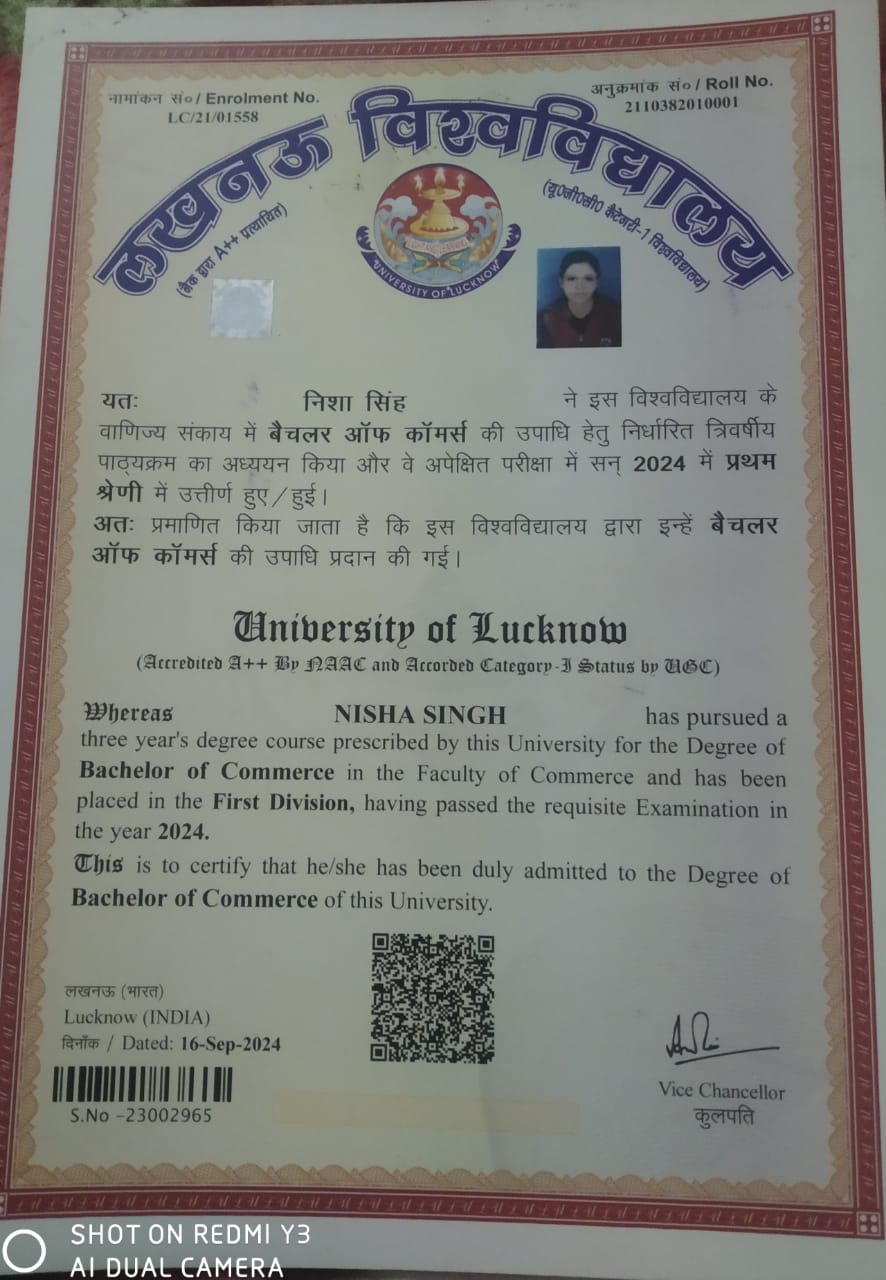 नामांकन सं० / Enrolment No.
LC/21/01558
अनुक्रमांक सं० / Roll No.
2110382010001
लखनऊ विश्वविद्यालय
(नैक द्वारा A++ प्रत्यायित)
(यू०जी०सी० कैटेगरी-1 विश्वविद्यालय)
LIGHT AND LEARNING
UNIVERSITY OF LUCKNOW
यतः निशा सिंह ने इस विश्वविद्यालय के
वाणिज्य संकाय में बैचलर ऑफ कॉमर्स की उपाधि हेतु निर्धारित त्रिवर्षीय
पाठ्यक्रम का अध्ययन किया और वे अपेक्षित परीक्षा में सन् 2024 में प्रथम
श्रेणी में उत्तीर्ण हुए/हुई।
अतः प्रमाणित किया जाता है कि इस विश्वविद्यालय द्वारा इन्हें बैचलर
ऑफ कॉमर्स की उपाधि प्रदान की गई।
University of Lucknow
(Accredited A++ By NAAC and Accorded Category-I Status by UGC)
Whereas NISHA SINGH has pursued a
three year's degree course prescribed by this University for the Degree of
Bachelor of Commerce in the Faculty of Commerce and has been
placed in the First Division, having passed the requisite Examination in
the year 2024.
This is to certify that he/she has been duly admitted to the Degree of
Bachelor of Commerce of this University.
लखनऊ (भारत)
Lucknow (INDIA)
दिनाँक / Dated: 16-Sep-2024
S.No -23002965
Vice Chancellor
कुलपति
SHOT ON REDMI Y3
AI DUAL CAMERA